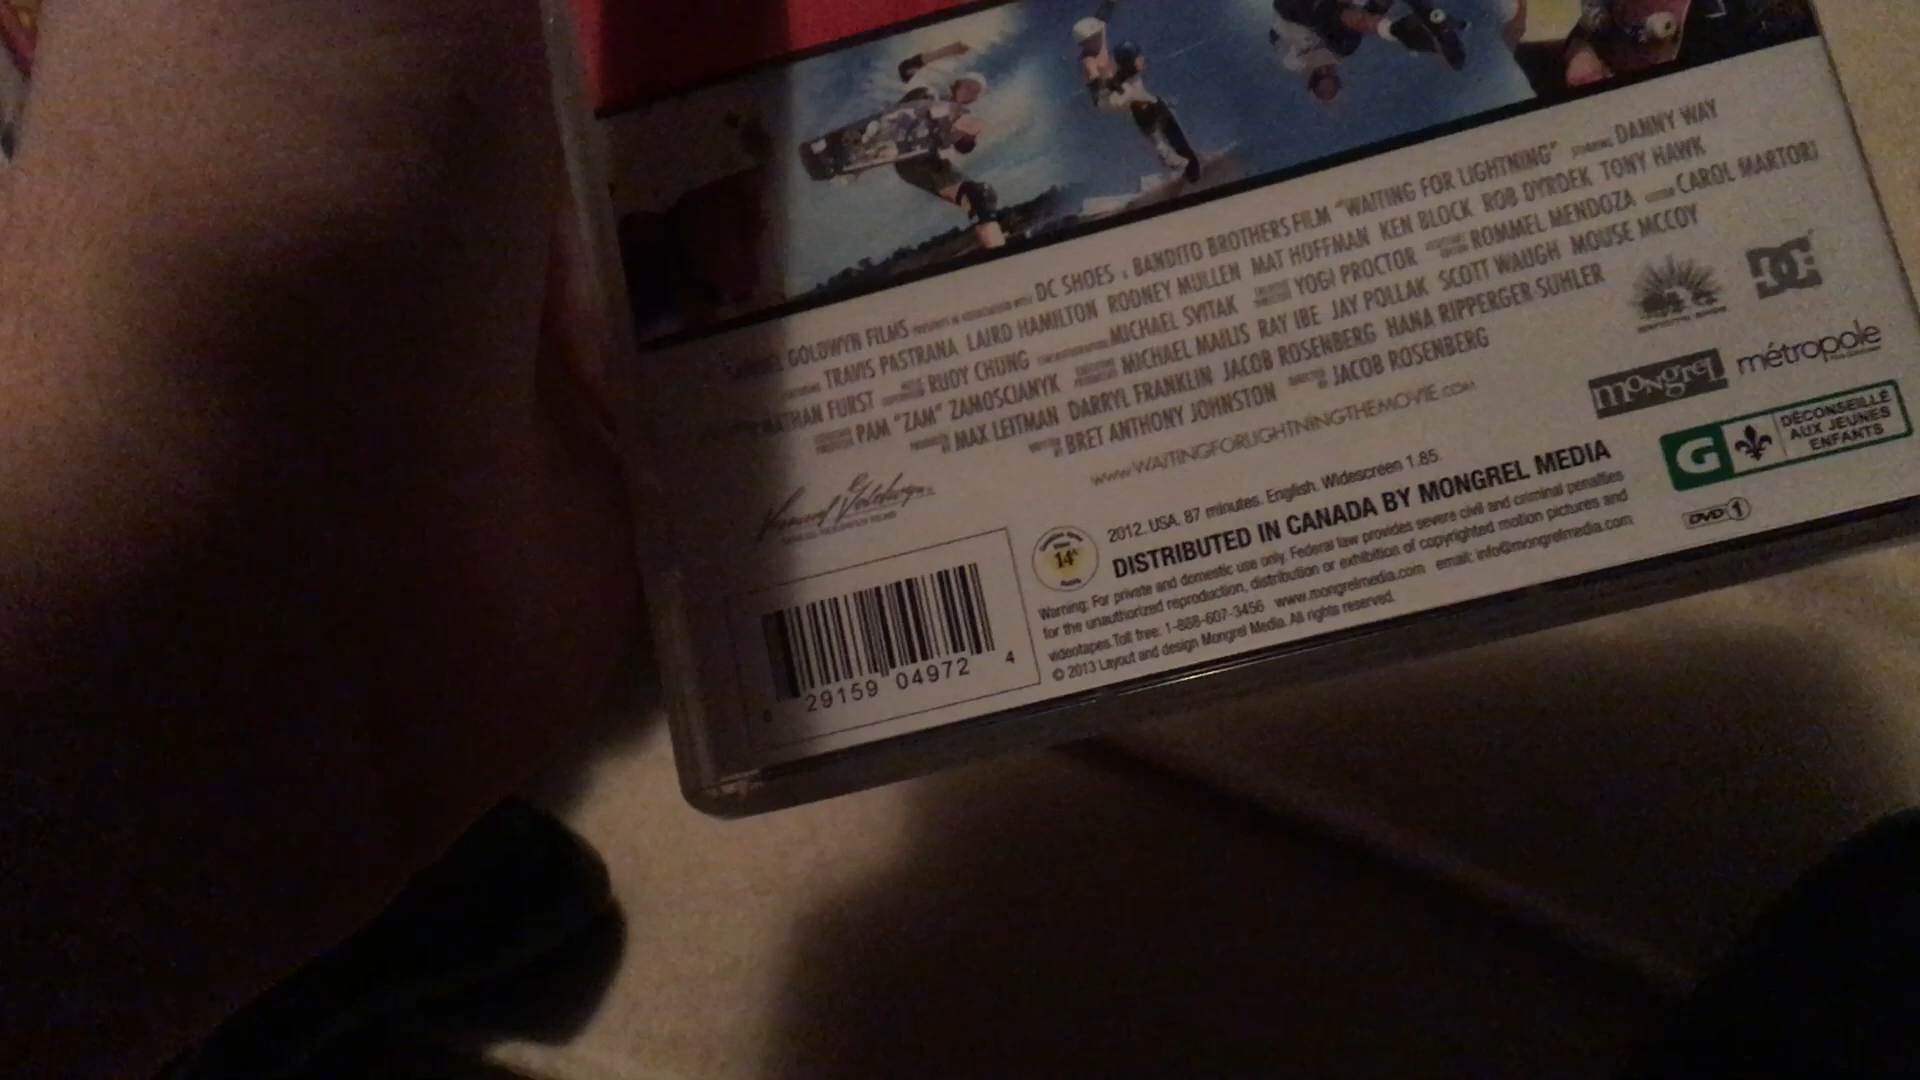 GOLDWYN FILMS PRESENTS IN ASSOCIATION WITH DC SHOES A BANDITO BROTHERS FILM "WAITING FOR LIGHTNING" STARRING DANNY WAY
TRAVIS PASTRANA LAIRD HAMILTON RODNEY MULLEN MAT HOFFMAN KEN BLOCK ROB DYRDEK TONY HAWK
FURST RUDY CHUNG MICHAEL SVITAK YOGI PROCTOR ROMMEL MENDOZA CAROL MARTORI
PAM "ZAM" ZAMOSCIANYK MICHAEL MAILIS RAY IBE JAY POLLAK SCOTT WAUGH MOUSE MCCOY
MAX LEITMAN DARRYL FRANKLIN JACOB ROSENBERG HANA RIPPERGER SUHLER
BRET ANTHONY JOHNSTON JACOB ROSENBERG
www.WAITINGFORLIGHTNINGTHEMOVIE.COM
DC
mongrel métropole
G DÉCONSEILLÉ
AUX JEUNES
ENFANTS
DVD 1
14A
2012. USA. 87 minutes. English. Widescreen 1.85.
DISTRIBUTED IN CANADA BY MONGREL MEDIA
Warning: For private and domestic use only. Federal law provides severe civil and criminal penalties
for the unauthorized reproduction, distribution or exhibition of copyrighted motion pictures and
videotapes. Toll free: 1-888-607-3456 www.mongrelmedia.com email: info@mongrelmedia.com
© 2013 Layout and design Mongrel Media. All rights reserved.
29159 04972 4